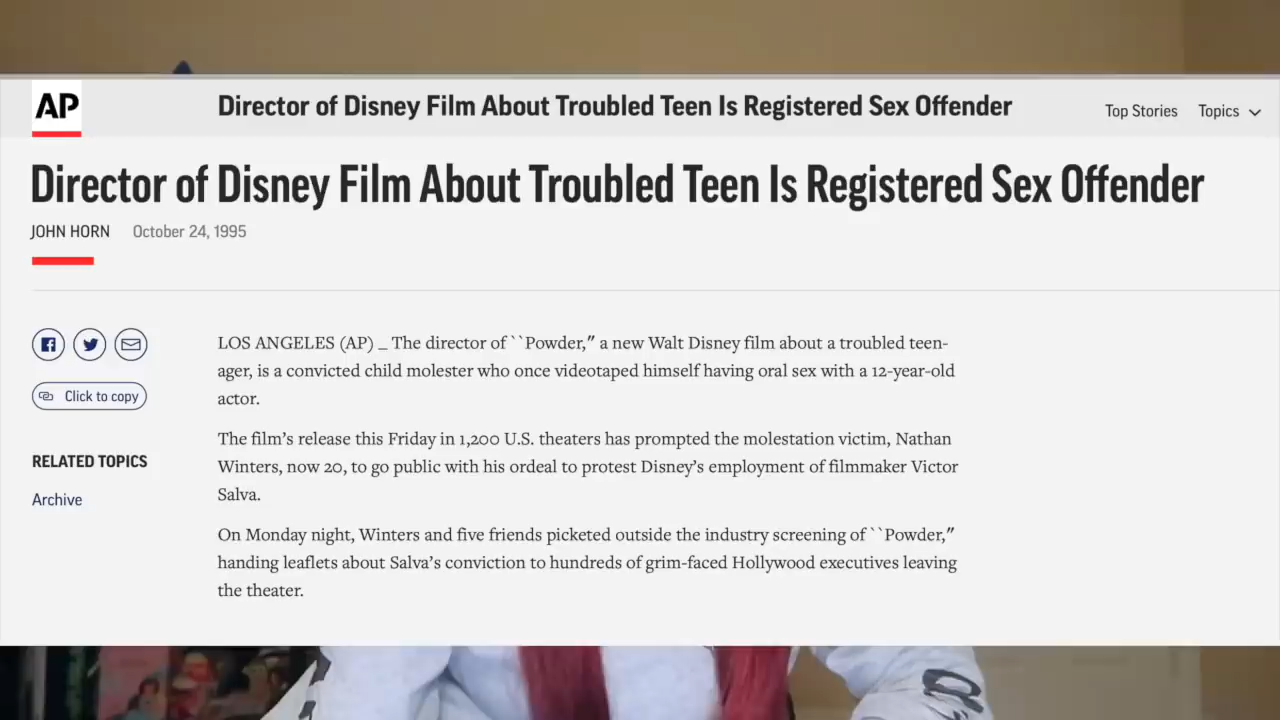 AP
Director of Disney Film About Troubled Teen Is Registered Sex Offender
Top Stories
Topics
Director of Disney Film About Troubled Teen Is Registered Sex Offender
JOHN HORN
October 24, 1995
Click to copy
RELATED TOPICS
Archive
LOS ANGELES (AP) _ The director of ``Powder,″ a new Walt Disney film about a troubled teen-
ager, is a convicted child molester who once videotaped himself having oral sex with a 12-year-old
actor.
The film’s release this Friday in 1,200 U.S. theaters has prompted the molestation victim, Nathan
Winters, now 20, to go public with his ordeal to protest Disney’s employment of filmmaker Victor
Salva.
On Monday night, Winters and five friends picketed outside the industry screening of ``Powder,″
handing leaflets about Salva’s conviction to hundreds of grim-faced Hollywood executives leaving
the theater.